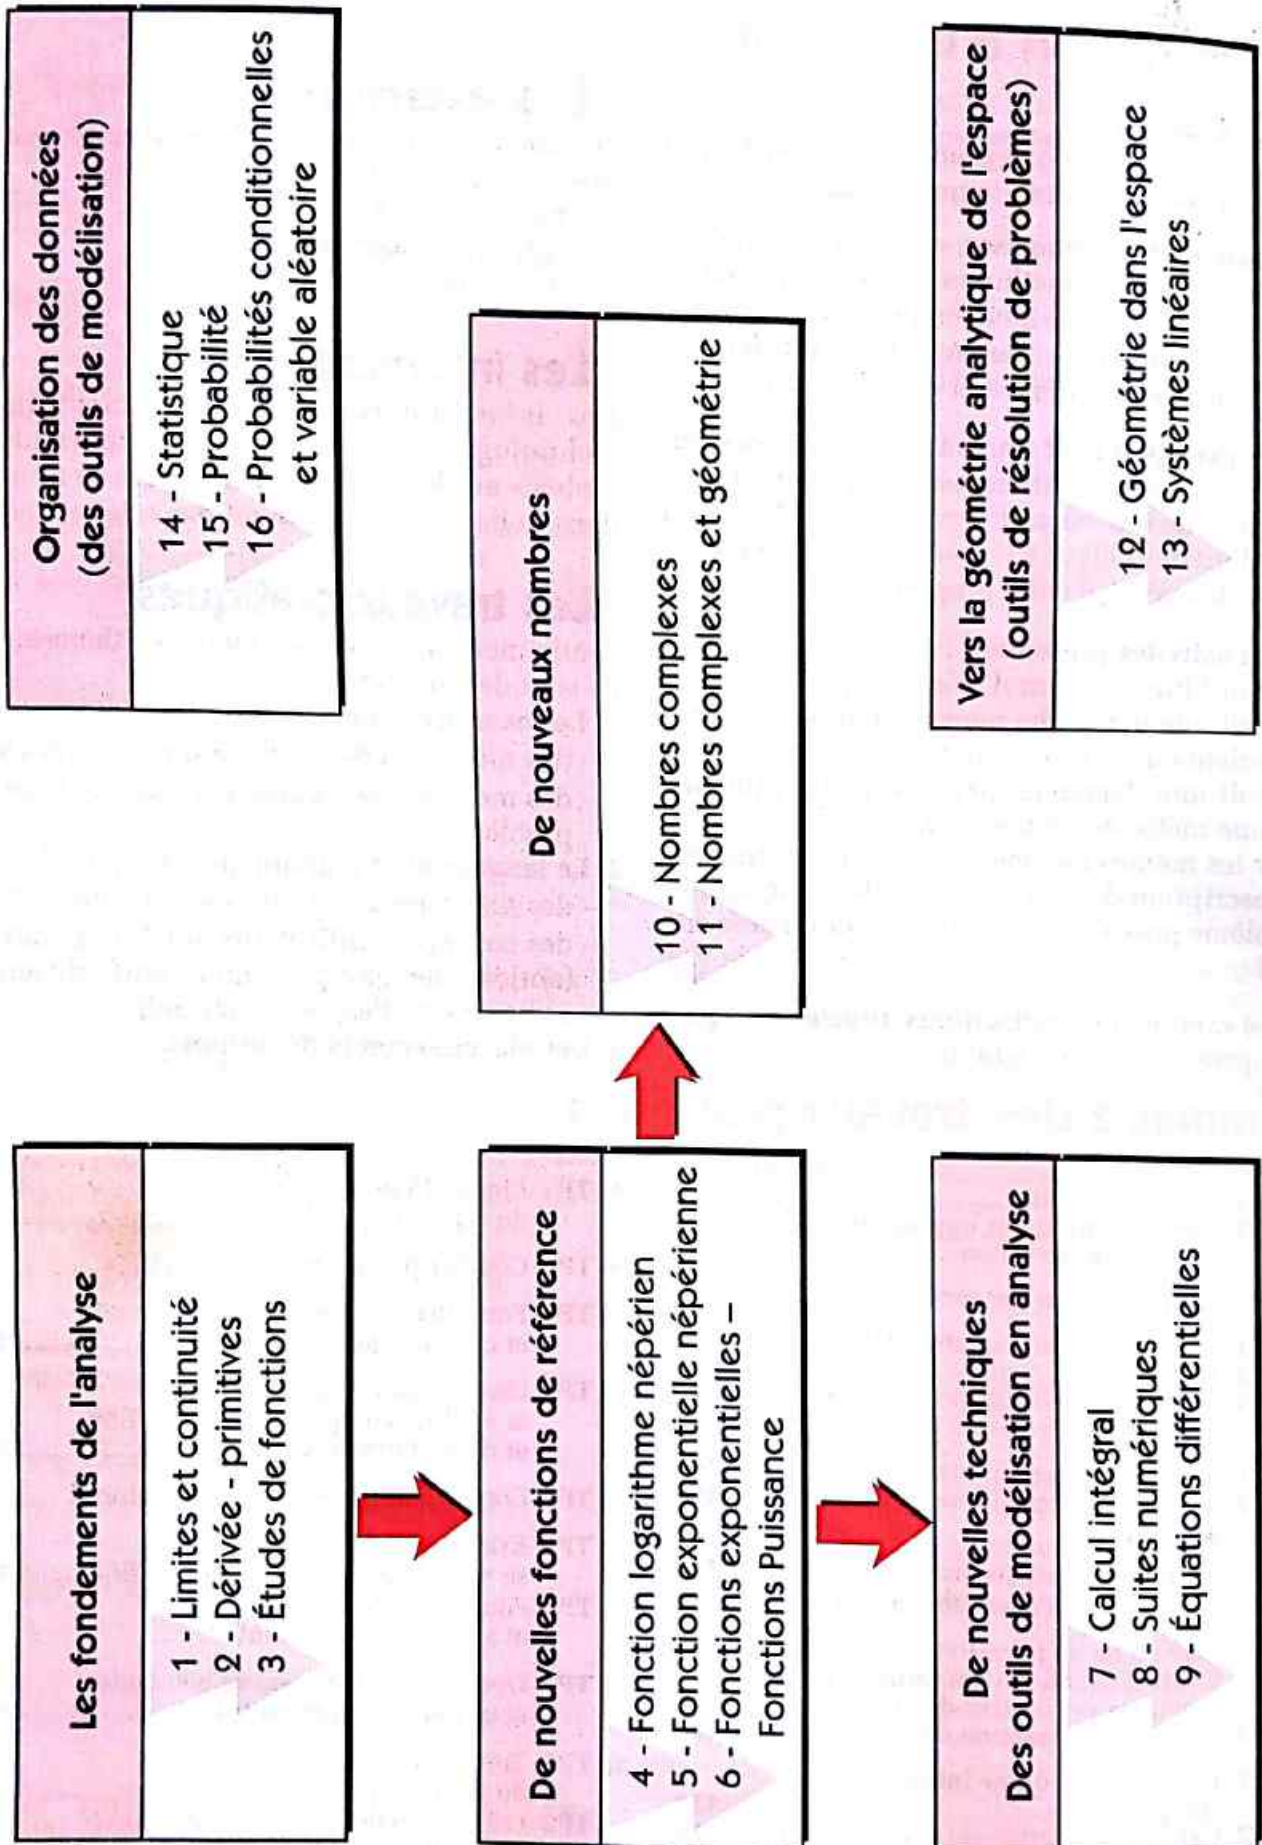 Les fondements de l'analyse
1 - Limites et continuité
2 - Dérivée - primitives
3 - Études de fonctions
De nouvelles fonctions de référence
4 - Fonction logarithme népérien
5 - Fonction exponentielle népérienne
6 - Fonctions exponentielles –
Fonctions Puissance
De nouvelles techniques
Des outils de modélisation en analyse
7 - Calcul intégral
8 - Suites numériques
9 - Équations différentielles
Organisation des données
(des outils de modélisation)
14 - Statistique
15 - Probabilité
16 - Probabilités conditionnelles
et variable aléatoire
De nouveaux nombres
10 - Nombres complexes
11 - Nombres complexes et géométrie
Vers la géométrie analytique de l'espace
(outils de résolution de problèmes)
12 - Géométrie dans l'espace
13 - Systèmes linéaires